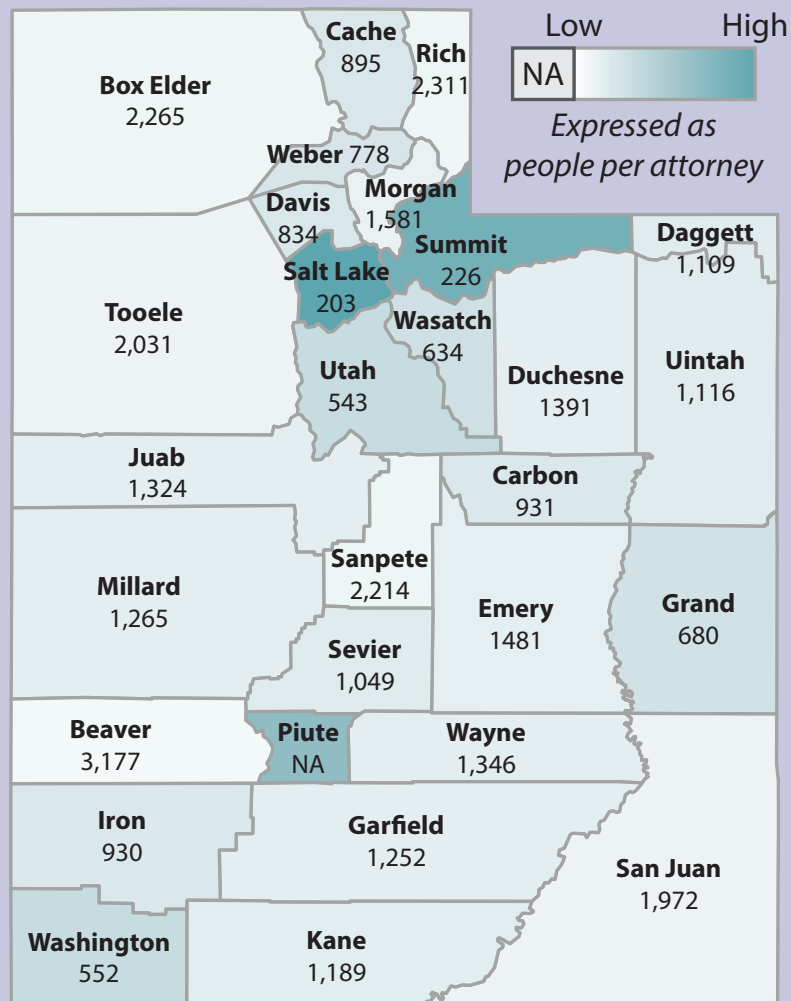 Low High
NA
Expressed as
people per attorney
Cache
895
Rich
2,311
Box Elder
2,265
Weber 778
Morgan
1,581
Davis
834
Summit
226
Daggett
1,109
Salt Lake
203
Tooele
2,031
Wasatch
634
Utah
543
Duchesne
1391
Uintah
1,116
Juab
1,324
Carbon
931
Sanpete
2,214
Millard
1,265
Emery
1481
Grand
680
Sevier
1,049
Beaver
3,177
Piute
NA
Wayne
1,346
Iron
930
Garfield
1,252
San Juan
1,972
Washington
552
Kane
1,189